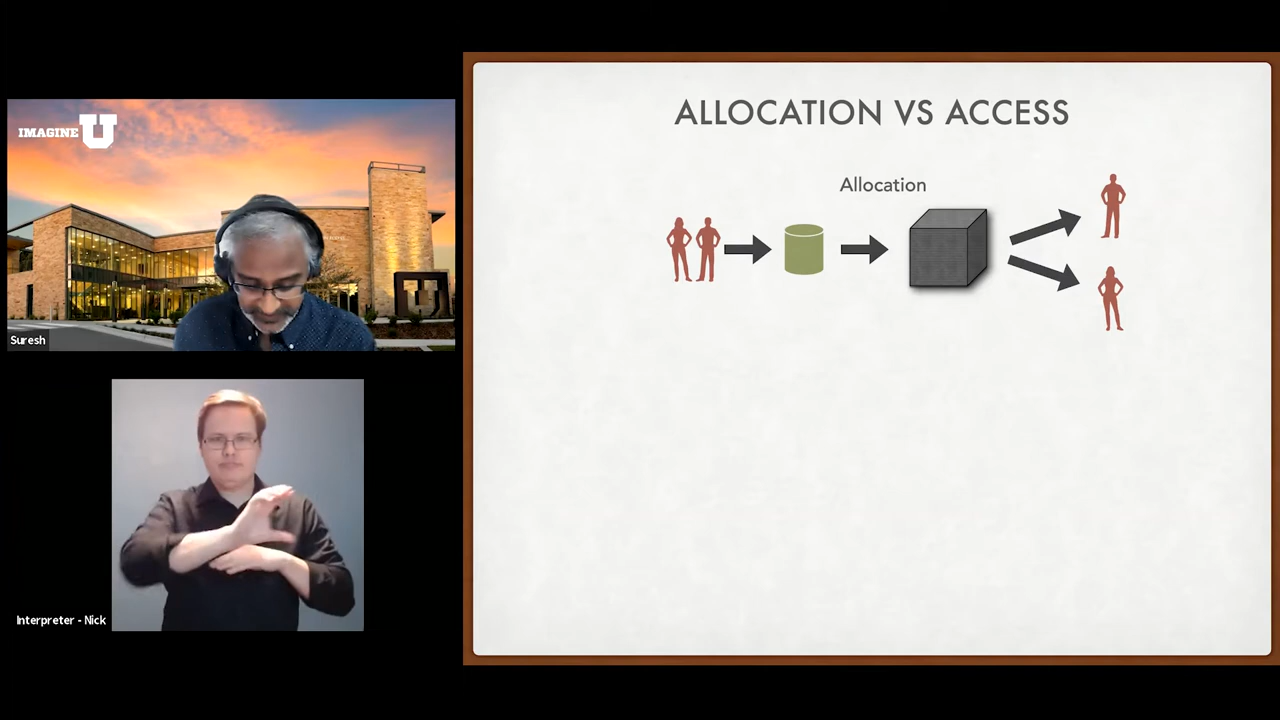 IMAGINE U
Suresh
Interpreter - Nick
ALLOCATION VS ACCESS
Allocation